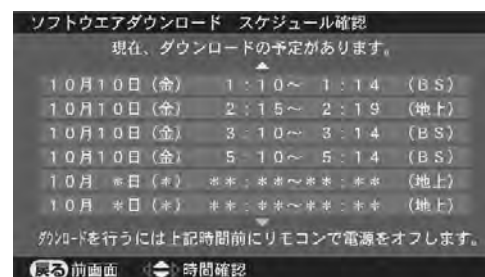 ソフトウエアダウンロード スケジュール確認
現在、ダウンロードの予定があります。
10月10日(金) 1:10~ 1:14 (BS)
10月10日(金) 2:15~ 2:19 (地上)
10月10日(金) 3:10~ 3:14 (BS)
10月10日(金) 5:10~ 5:14 (BS)
10月 *日(*) **:**~**:** (地上)
10月 *日(*) **:**~**:** (地上)
ダウンロードを行うには上記時間前にリモコンで電源をオフします。
戻る 前画面 時間確認